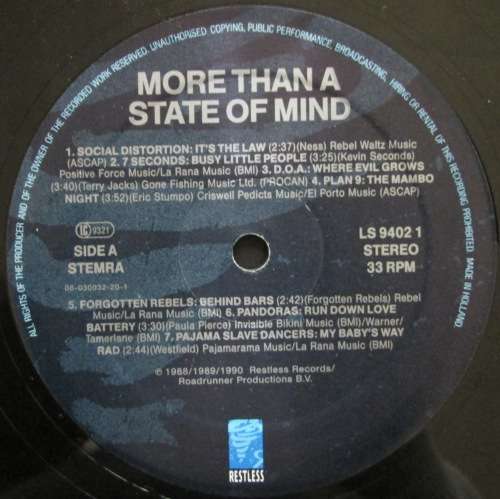 ALL RIGHTS OF THE PRODUCER AND OF THE OWNER OF THE RECORDED WORK RESERVED. UNAUTHORISED COPYING, PUBLIC PERFORMANCE, BROADCASTING, HIRING OR RENTAL OF THIS RECORDING PROHIBITED MADE IN HOLLAND
MORE THAN A
STATE OF MIND
1. SOCIAL DISTORTION: IT'S THE LAW (2:37)(Ness) Rebel Waltz Music
(ASCAP) 2. 7 SECONDS: BUSY LITTLE PEOPLE (3:25)(Kevin Seconds)
Positive Force Music/La Rana Music (BMI) 3. D.O.A.: WHERE EVIL GROWS
(3:40)(Terry Jacks) Gone Fishing Music Ltd. (PROCAN) 4. PLAN 9: THE MAMBO
NIGHT (3:52)(Eric Stumpo) Criswell Pedicts Music/El Porto Music (ASCAP)
LC 9321
SIDE A
STEMRA
08-030032-20-1
LS 9402 1
STEREO
33 RPM
5. FORGOTTEN REBELS: BEHIND BARS (2:42)(Forgotten Rebels) Rebel
Music/La Rana Music (BMI) 6. PANDORAS: RUN DOWN LOVE
BATTERY (3:30)(Paula Pierce) Invisible Bikini Music (BMI)/Warner/
Tamerlane (BMI) 7. PAJAMA SLAVE DANCERS: MY BABY'S WAY
RAD (2:44)(Westfield) Pajamarama Music/La Rana Music (BMI)
℗ 1988/1989/1990 Restless Records/
Roadrunner Productions B.V.
RESTLESS